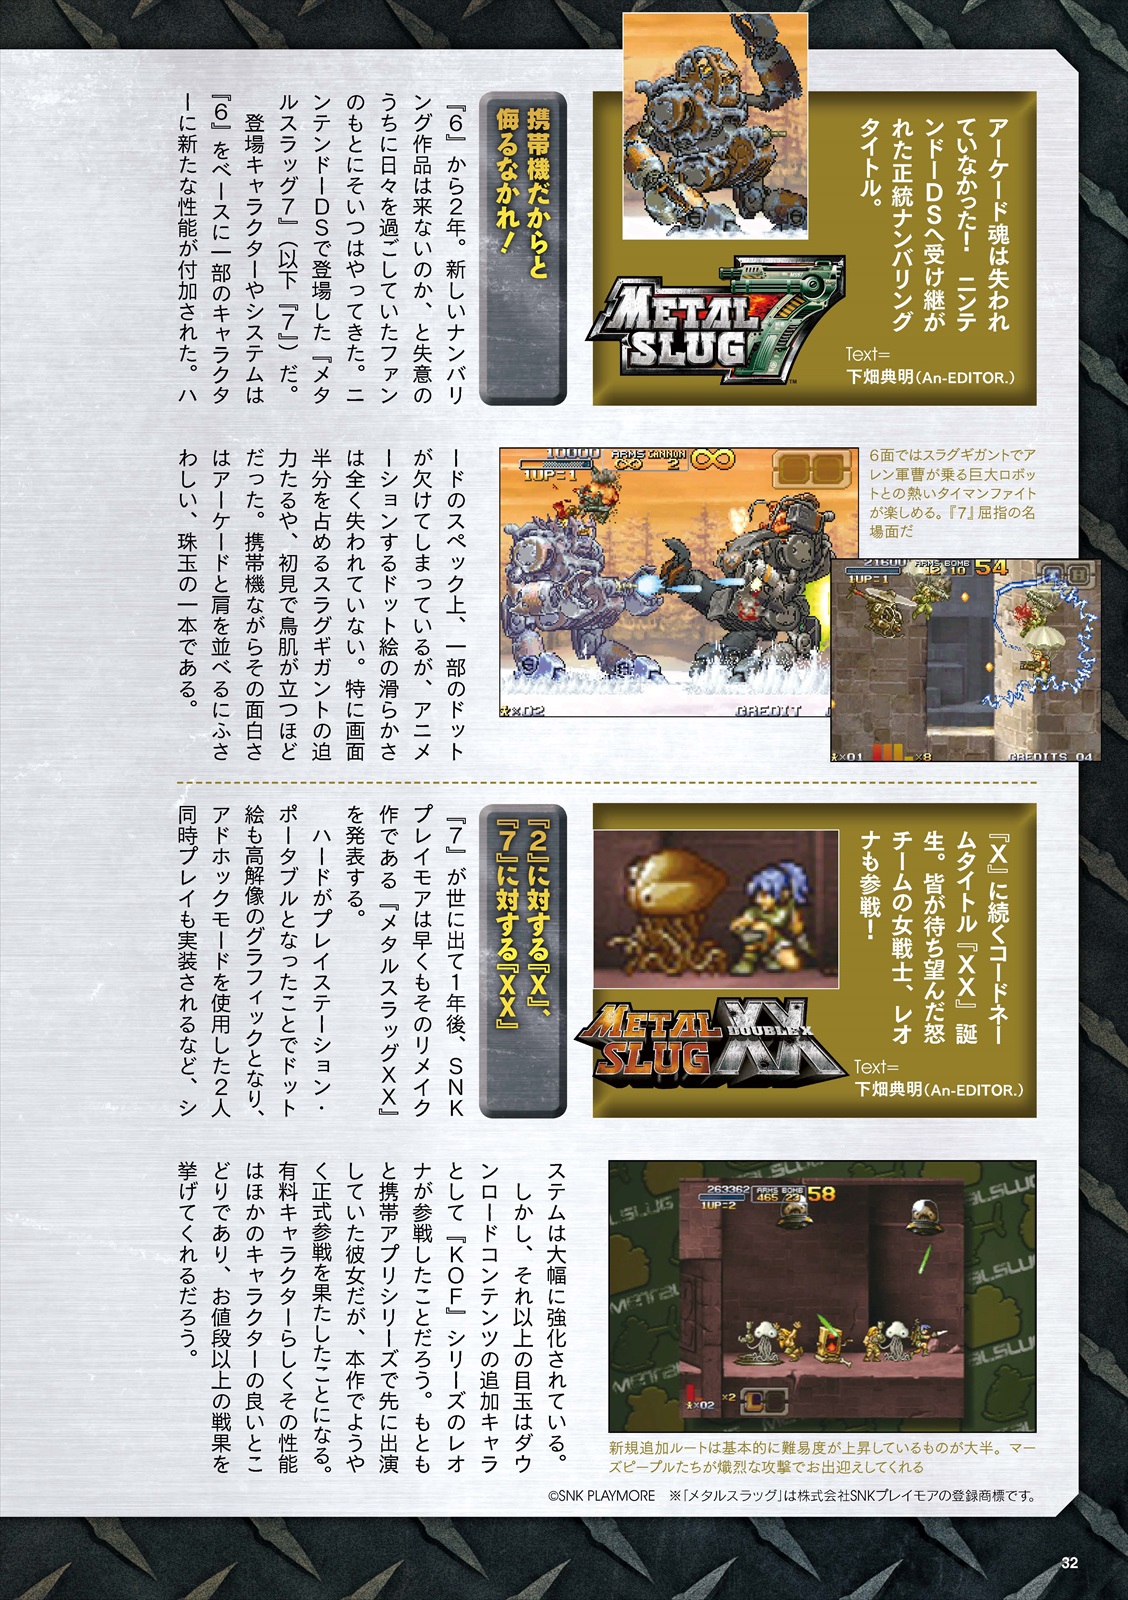 アーケード魂は失われ
ていなかった！　ニンテ
ンドーDSへ受け継が
れた正統ナンバリング
タイトル。
Text=
下畑典明（An-EDITOR.）
METAL
SLUG
7
™
携帯機だからと
侮るなかれ！
『6』から2年。新しいナンバリ
ング作品は来ないのか、と失意の
うちに日々を過ごしていたファン
のもとにそいつはやってきた。ニ
ンテンドーDSで登場した『メタ
ルスラッグ7』（以下『7』）だ。
　登場キャラクターやシステムは
『6』をベースに一部のキャラクタ
ーに新たな性能が付加された。ハ
6面ではスラグギガントでア
レン軍曹が乗る巨大ロボッ
トとの熱いタイマンファイト
が楽しめる。『7』屈指の名
場面だ
10000
ARMS CANNON
∞ 2
1UP=1
×02
CREDIT
21600
ARMS BOMB
12 10
54
1UP=1
A
B
×01
×8
CREDITS 04
ードのスペック上、一部のドット
が欠けてしまっているが、アニメ
ーションするドット絵の滑らかさ
は全く失われていない。特に画面
半分を占めるスラグギガントの迫
力たるや、初見で鳥肌が立つほど
だった。携帯機ながらその面白さ
はアーケードと肩を並べるにふさ
わしい、珠玉の一本である。
『X』に続くコードネー
ムタイトル『XX』誕
生。皆が待ち望んだ怒
チームの女戦士、レオ
ナも参戦！
Text=
下畑典明（An-EDITOR.）
METAL
SLUG
XX
DOUBLE X
『2』に対する『X』、
『7』に対する『XX』
『7』が世に出て1年後、SNK
プレイモアは早くもそのリメイク
作である『メタルスラッグXX』
を発表する。
　ハードがプレイステーション・
ポータブルとなったことでドット
絵も高解像のグラフィックとなり、
アドホックモードを使用した2人
同時プレイも実装されるなど、シ
263362
ARMS BOMB
465 23
58
1UP=2
×02
×2
新規追加ルートは基本的に難易度が上昇しているものが大半。マー
ズピープルたちが熾烈な攻撃でお出迎えしてくれる
ステムは大幅に強化されている。
　しかし、それ以上の目玉はダウ
ンロードコンテンツの追加キャラ
として『KOF』シリーズのレオ
ナが参戦したことだろう。もとも
と携帯アプリシリーズで先に出演
していた彼女だが、本作でようや
く正式参戦を果たしたことになる。
有料キャラクターらしくその性能
はほかのキャラクターの良いとこ
どりであり、お値段以上の戦果を
挙げてくれるだろう。
©SNK PLAYMORE　※「メタルスラッグ」は株式会社SNKプレイモアの登録商標です。
32